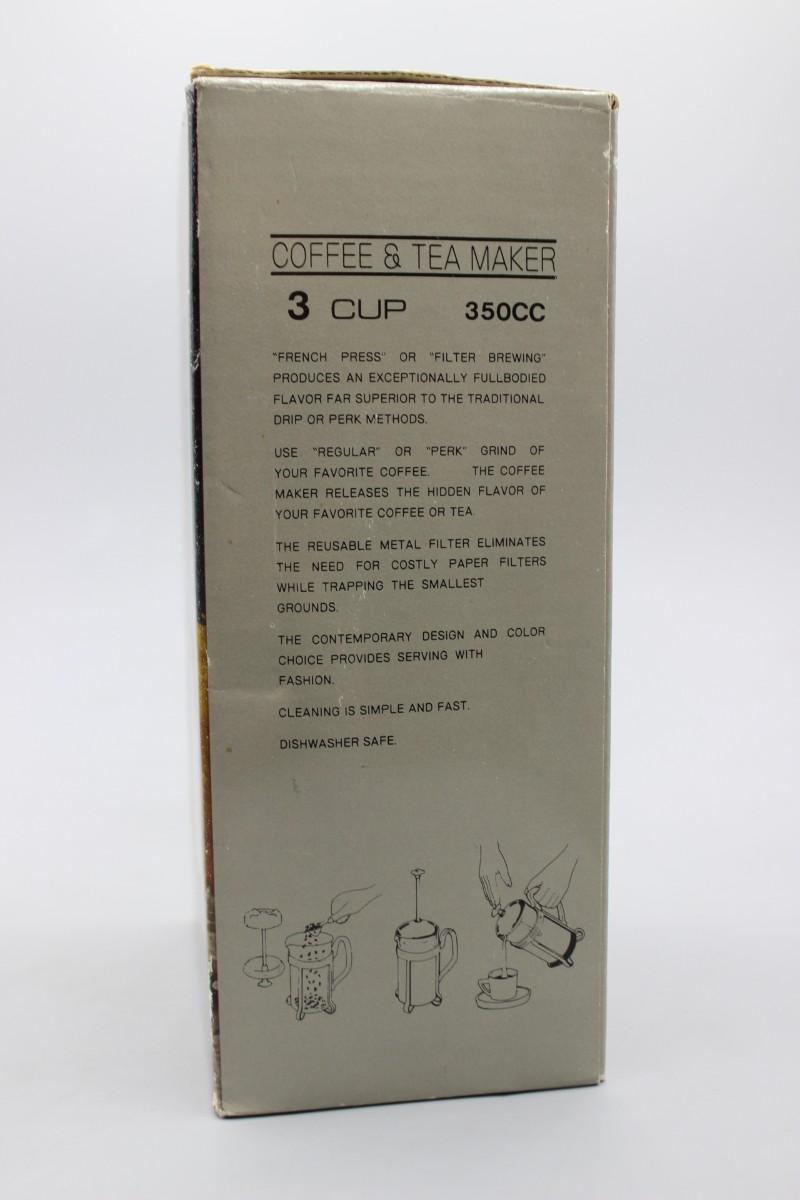 COFFEE & TEA MAKER
3 CUP 350CC
"FRENCH PRESS" OR "FILTER BREWING"
PRODUCES AN EXCEPTIONALLY FULLBODIED
FLAVOR FAR SUPERIOR TO THE TRADITIONAL
DRIP OR PERK METHODS.
USE "REGULAR" OR "PERK" GRIND OF
YOUR FAVORITE COFFEE. THE COFFEE
MAKER RELEASES THE HIDDEN FLAVOR OF
YOUR FAVORITE COFFEE OR TEA.
THE REUSABLE METAL FILTER ELIMINATES
THE NEED FOR COSTLY PAPER FILTERS
WHILE TRAPPING THE SMALLEST
GROUNDS.
THE CONTEMPORARY DESIGN AND COLOR
CHOICE PROVIDES SERVING WITH
FASHION.
CLEANING IS SIMPLE AND FAST.
DISHWASHER SAFE.